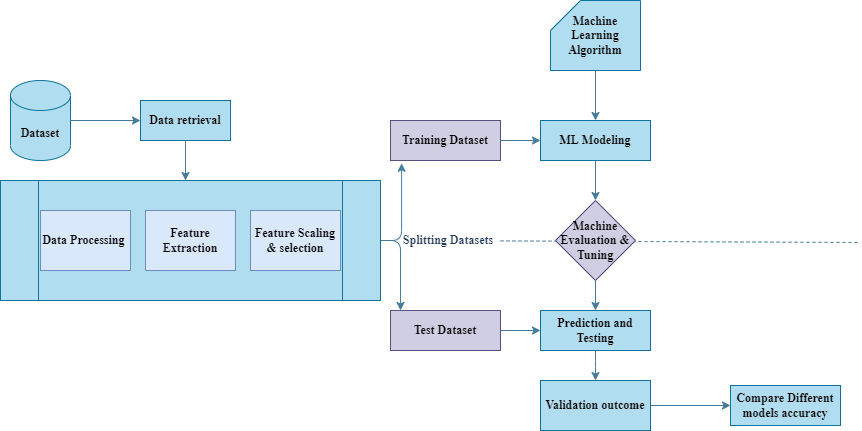 Machine
Learning
Algorithm
Dataset
Data retrieval
Training Dataset
ML Modeling
Data Processing
Feature
Extraction
Feature Scaling
& selection
Splitting Datasets
Machine
Evaluation &
Tuning
Test Dataset
Prediction and
Testing
Validation outcome
Compare Different
models accuracy